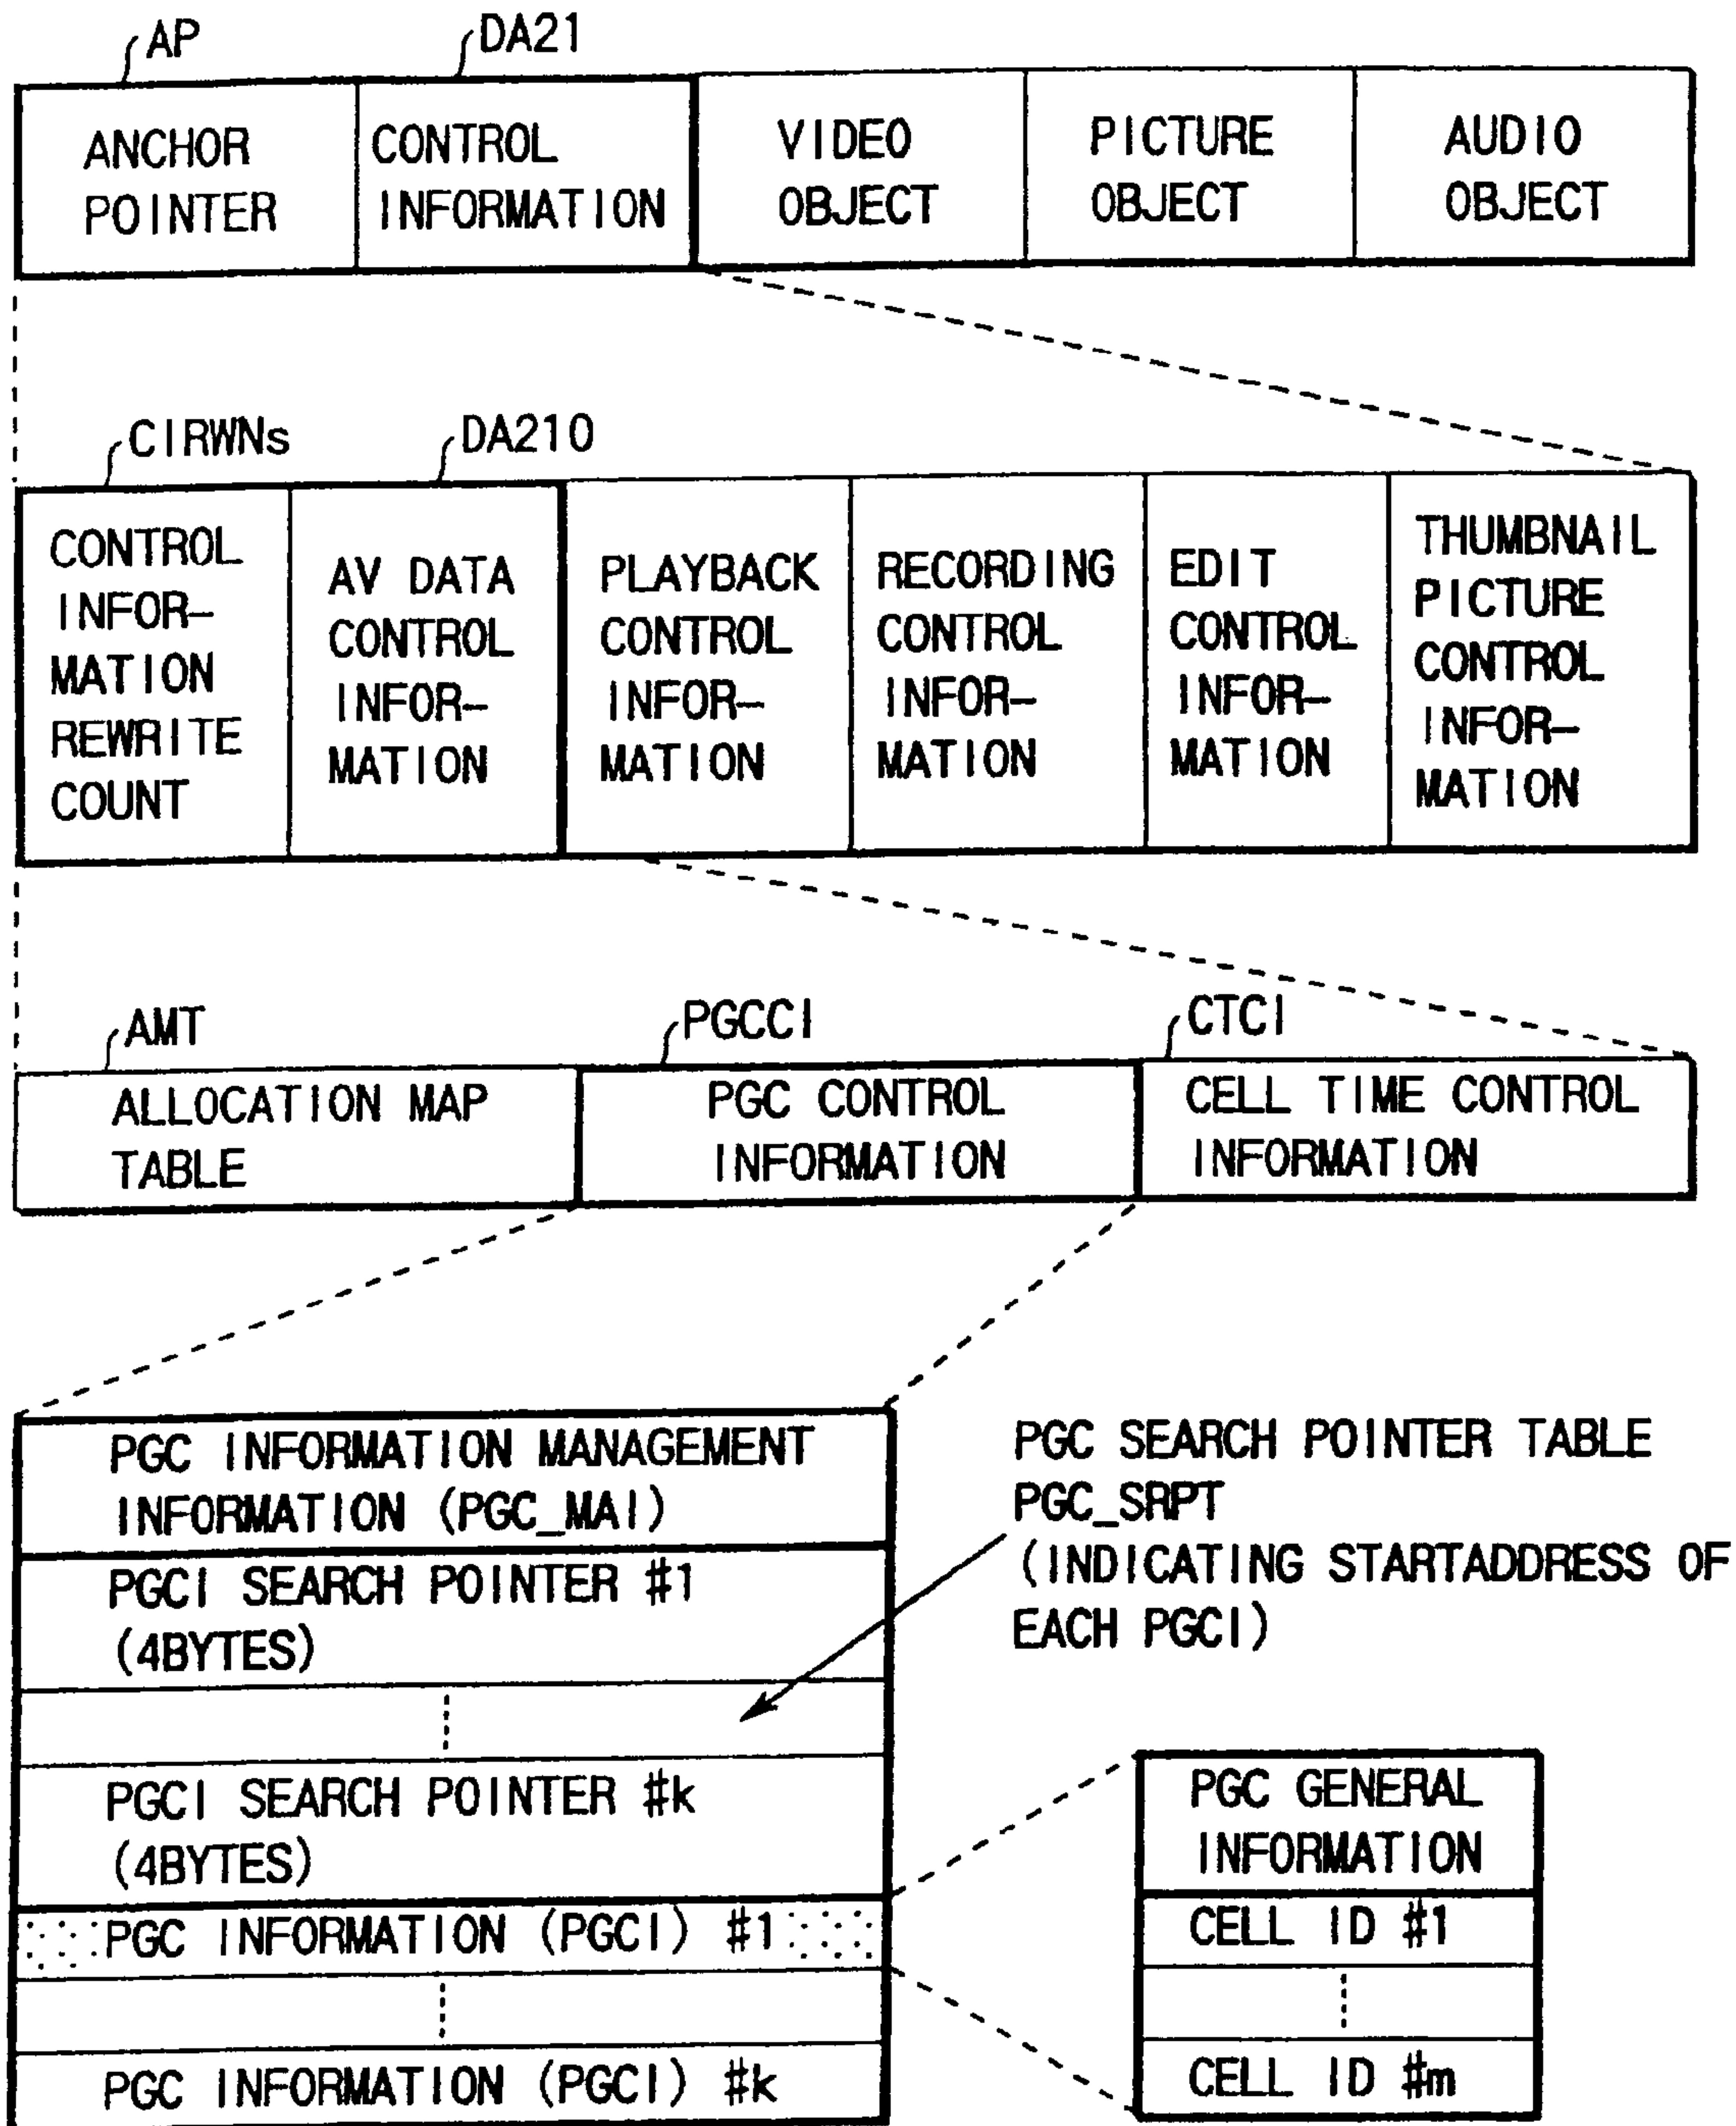 AP
DA21
ANCHOR
POINTER
CONTROL
INFORMATION
VIDEO
OBJECT
PICTURE
OBJECT
AUDIO
OBJECT
CIRWNs
DA210
CONTROL
INFOR-
MATION
REWRITE
COUNT
AV DATA
CONTROL
INFOR-
MATION
PLAYBACK
CONTROL
INFOR-
MATION
RECORDING
CONTROL
INFOR-
MATION
EDIT
CONTROL
INFOR-
MATION
THUMBNAIL
PICTURE
CONTROL
INFOR-
MATION
AMT
PGCCI
CTCI
ALLOCATION MAP
TABLE
PGC CONTROL
INFORMATION
CELL TIME CONTROL
INFORMATION
PGC INFORMATION MANAGEMENT
INFORMATION (PGC_MAI)
PGCI SEARCH POINTER #1
(4BYTES)
PGCI SEARCH POINTER #k
(4BYTES)
PGC INFORMATION (PGCI) #1
PGC INFORMATION (PGCI) #k
PGC SEARCH POINTER TABLE
PGC_SRPT
(INDICATING STARTADDRESS OF
EACH PGCI)
PGC GENERAL
INFORMATION
CELL ID #1
CELL ID #m